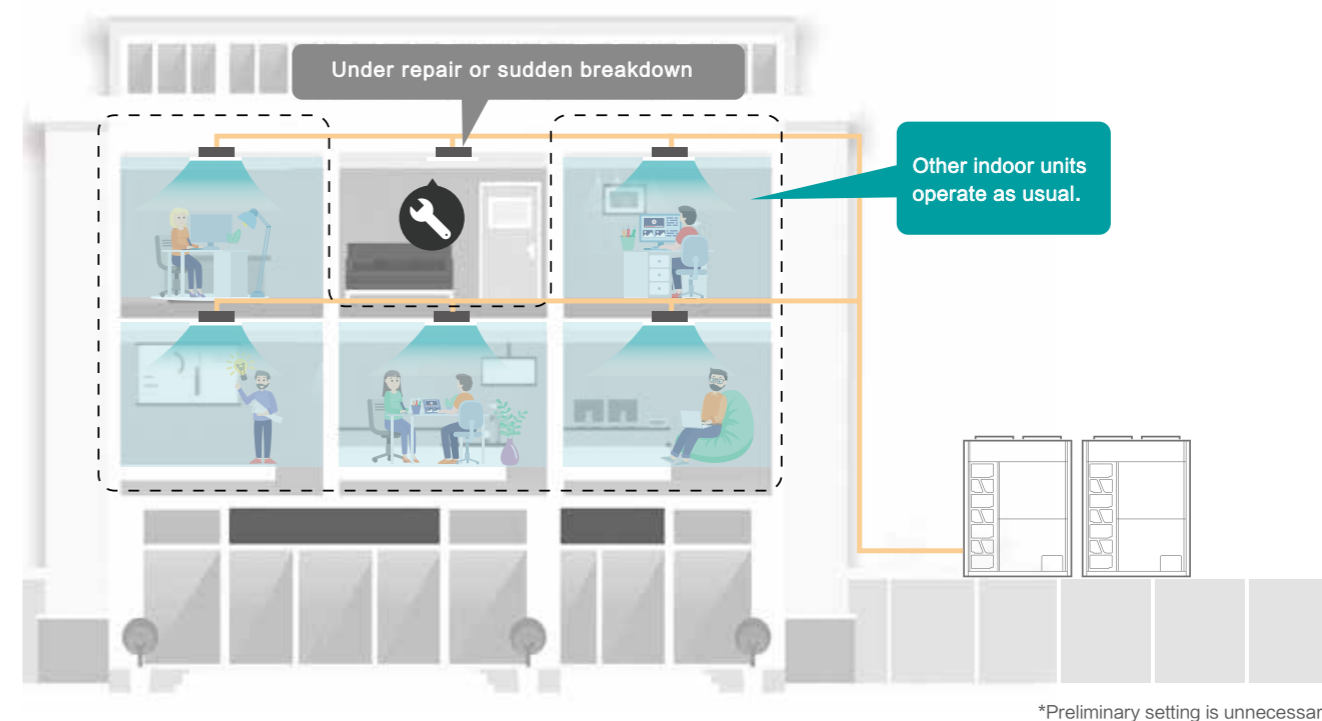 Under repair or sudden breakdown
Other indoor units
operate as usual.
*Preliminary setting is unnecessar